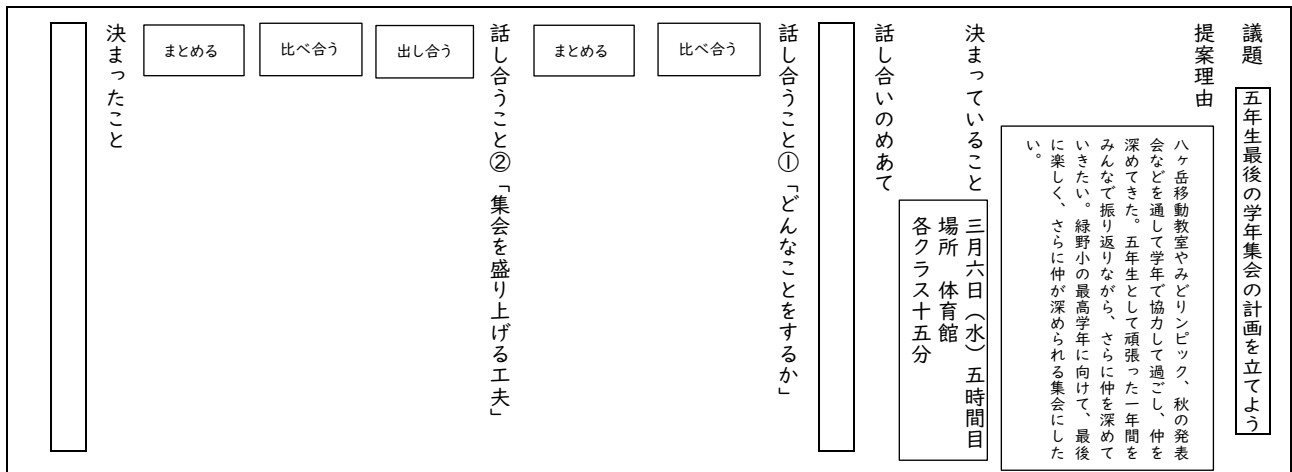 議題 五年生最後の学年集会の計画を立てよう
提案理由
八ヶ岳移動教室やみどりンピック、秋の発表
会などを通して学年で協力して過ごし、仲を
深めてきた。五年生として頑張った一年間を
みんなで振り返りながら、さらに仲を深めて
いきたい。緑野小の最高学年に向けて、最後
に楽しく、さらに仲が深められる集会にした
い。
決まっていること
三月六日(水)五時間目
場所 体育館
各クラス十五分
話し合いのめあて
話し合うこと①「どんなことをするか」
比べ合う
まとめる
話し合うこと②「集会を盛り上げる工夫」
出し合う
比べ合う
まとめる
決まったこと